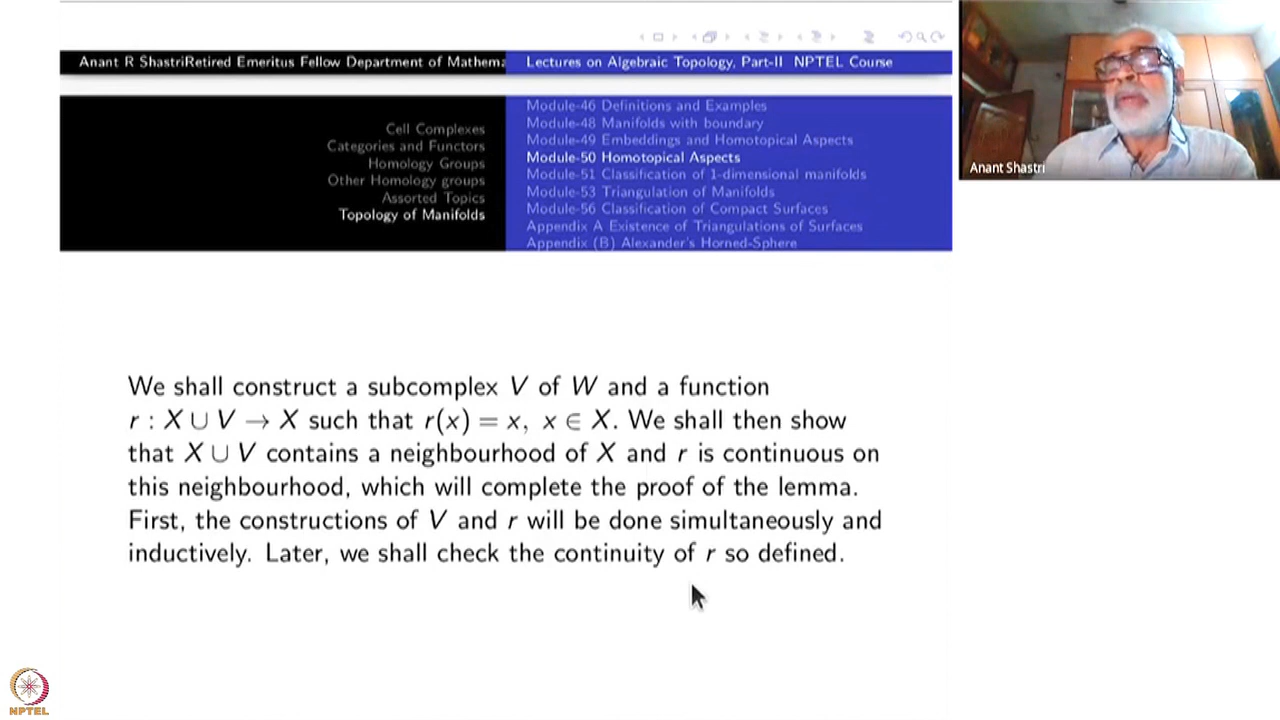 Anant R ShastriRetired Emeritus Fellow Department of Mathema
Lectures on Algebraic Topology, Part-II NPTEL Course
Cell Complexes
Categories and Functors
Homology Groups
Other Homology groups
Assorted Topics
Topology of Manifolds
Module-46 Definitions and Examples
Module-48 Manifolds with boundary
Module-49 Embeddings and Homotopical Aspects
Module-50 Homotopical Aspects
Module-51 Classification of 1-dimensional manifolds
Module-53 Triangulation of Manifolds
Module-56 Classification of Compact Surfaces
Appendix A Existence of Triangulations of Surfaces
Appendix (B) Alexander's Horned-Sphere
Anant Shastri
We shall construct a subcomplex V of W and a function
r : X ∪ V → X such that r(x) = x, x ∈ X. We shall then show
that X ∪ V contains a neighbourhood of X and r is continuous on
this neighbourhood, which will complete the proof of the lemma.
First, the constructions of V and r will be done simultaneously and
inductively. Later, we shall check the continuity of r so defined.
NPTEL